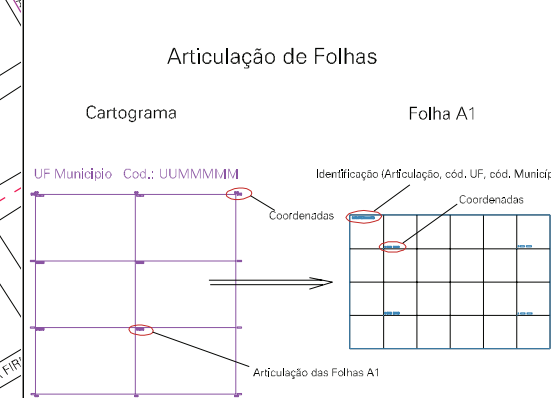 Articulação de Folhas
Cartograma
Folha A1
UF Municipio Cod.: UUMMMMM
Identificação (Articulação, cód. UF, cód. Municíp
Coordenadas
Coordenadas
Articulação das Folhas A1